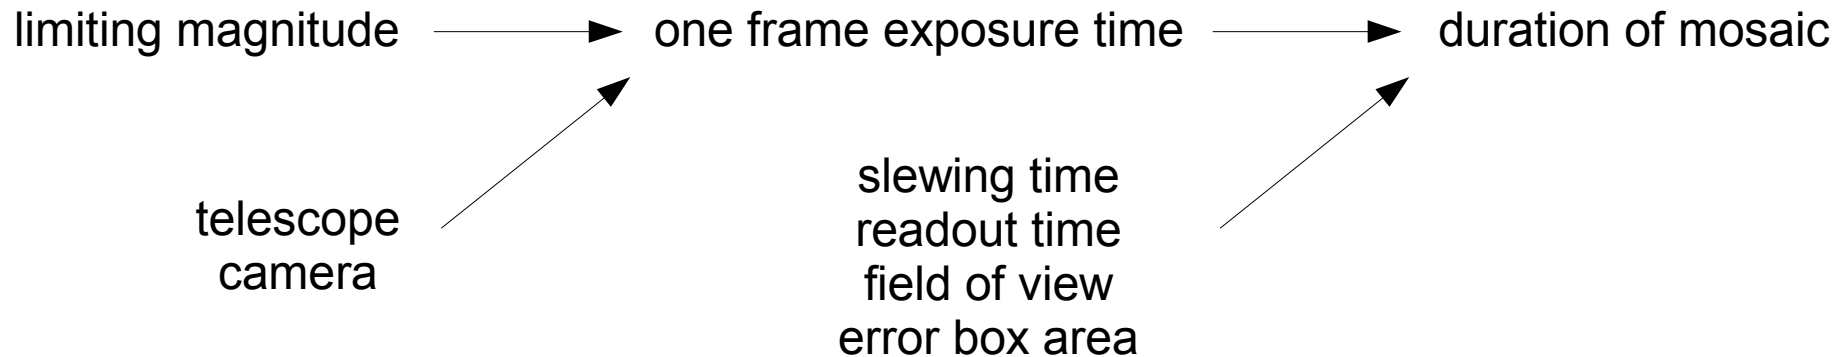 limiting magnitude
one frame exposure time
duration of mosaic
telescope
camera
slewing time
readout time
field of view
error box area